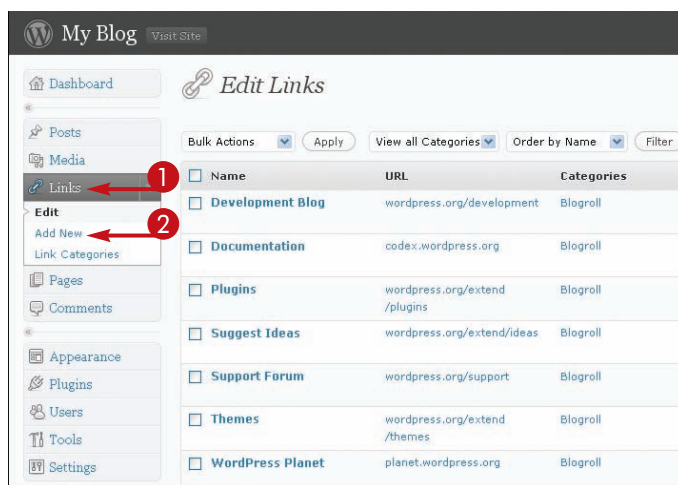 My Blog Visit Site
Dashboard
Posts
Media
Links
Edit
Add New
Link Categories
Pages
Comments
Appearance
Plugins
Users
Tools
Settings
1
2
Edit Links
Bulk Actions Apply View all Categories Order by Name Filter
Name URL Categories
Development Blog wordpress.org/development Blogroll
Documentation codex.wordpress.org Blogroll
Plugins wordpress.org/extend Blogroll
/plugins
Suggest Ideas wordpress.org/extend/ideas Blogroll
Support Forum wordpress.org/support Blogroll
Themes wordpress.org/extend Blogroll
/themes
WordPress Planet planet.wordpress.org Blogroll